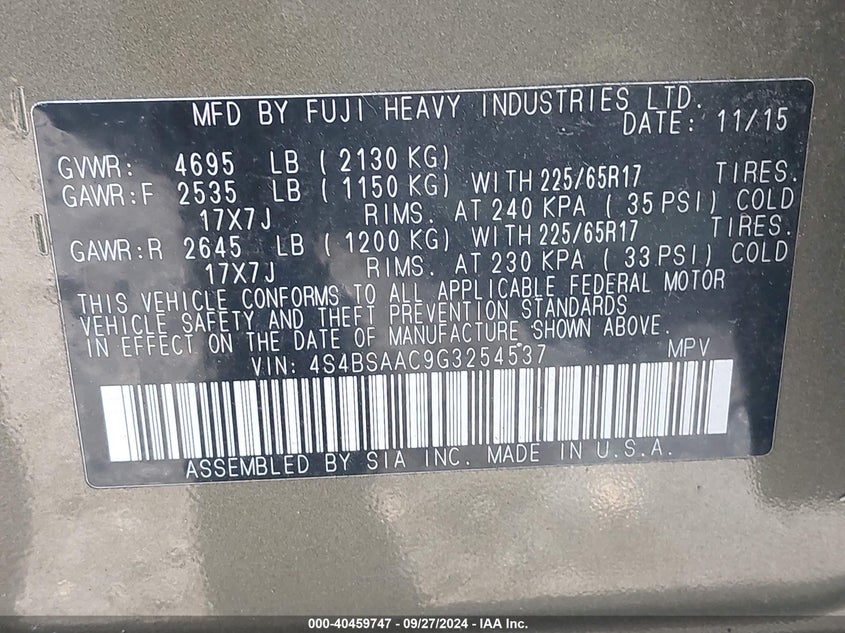 MFD BY FUJI HEAVY INDUSTRIES LTD.
DATE: 11/15
GVWR: 4695 LB ( 2130 KG)
GAWR:F 2535 LB ( 1150 KG) WITH 225/65R17 TIRES.
17X7J RIMS. AT 240 KPA ( 35 PSI) COLD
GAWR:R 2645 LB ( 1200 KG) WITH 225/65R17 TIRES.
17X7J RIMS. AT 230 KPA ( 33 PSI) COLD
THIS VEHICLE CONFORMS TO ALL APPLICABLE FEDERAL MOTOR
VEHICLE SAFETY AND THEFT PREVENTION STANDARDS
IN EFFECT ON THE DATE OF MANUFACTURE SHOWN ABOVE.
VIN: 4S4BSAAC9G3254537 MPV
ASSEMBLED BY SIA INC. MADE IN U.S.A.
000-40459747 - 09/27/2024 - IAA Inc.